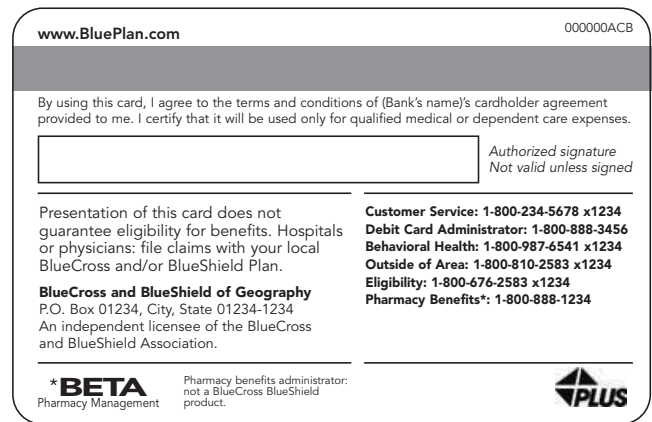 www.BluePlan.com
000000ACB
By using this card, I agree to the terms and conditions of (Bank's name)'s cardholder agreement
provided to me. I certify that it will be used only for qualified medical or dependent care expenses.
Authorized signature
Not valid unless signed
Presentation of this card does not
guarantee eligibility for benefits. Hospitals
or physicians: file claims with your local
BlueCross and/or BlueShield Plan.
BlueCross and BlueShield of Geography
P.O. Box 01234, City, State 01234-1234
An independent licensee of the BlueCross
and BlueShield Association.
Customer Service: 1-800-234-5678 x1234
Debit Card Administrator: 1-800-888-3456
Behavioral Health: 1-800-987-6541 x1234
Outside of Area: 1-800-810-2583 x1234
Eligibility: 1-800-676-2583 x1234
Pharmacy Benefits*: 1-800-888-1234
*BETA
Pharmacy Management
Pharmacy benefits administrator:
not a BlueCross BlueShield
product.
PLUS